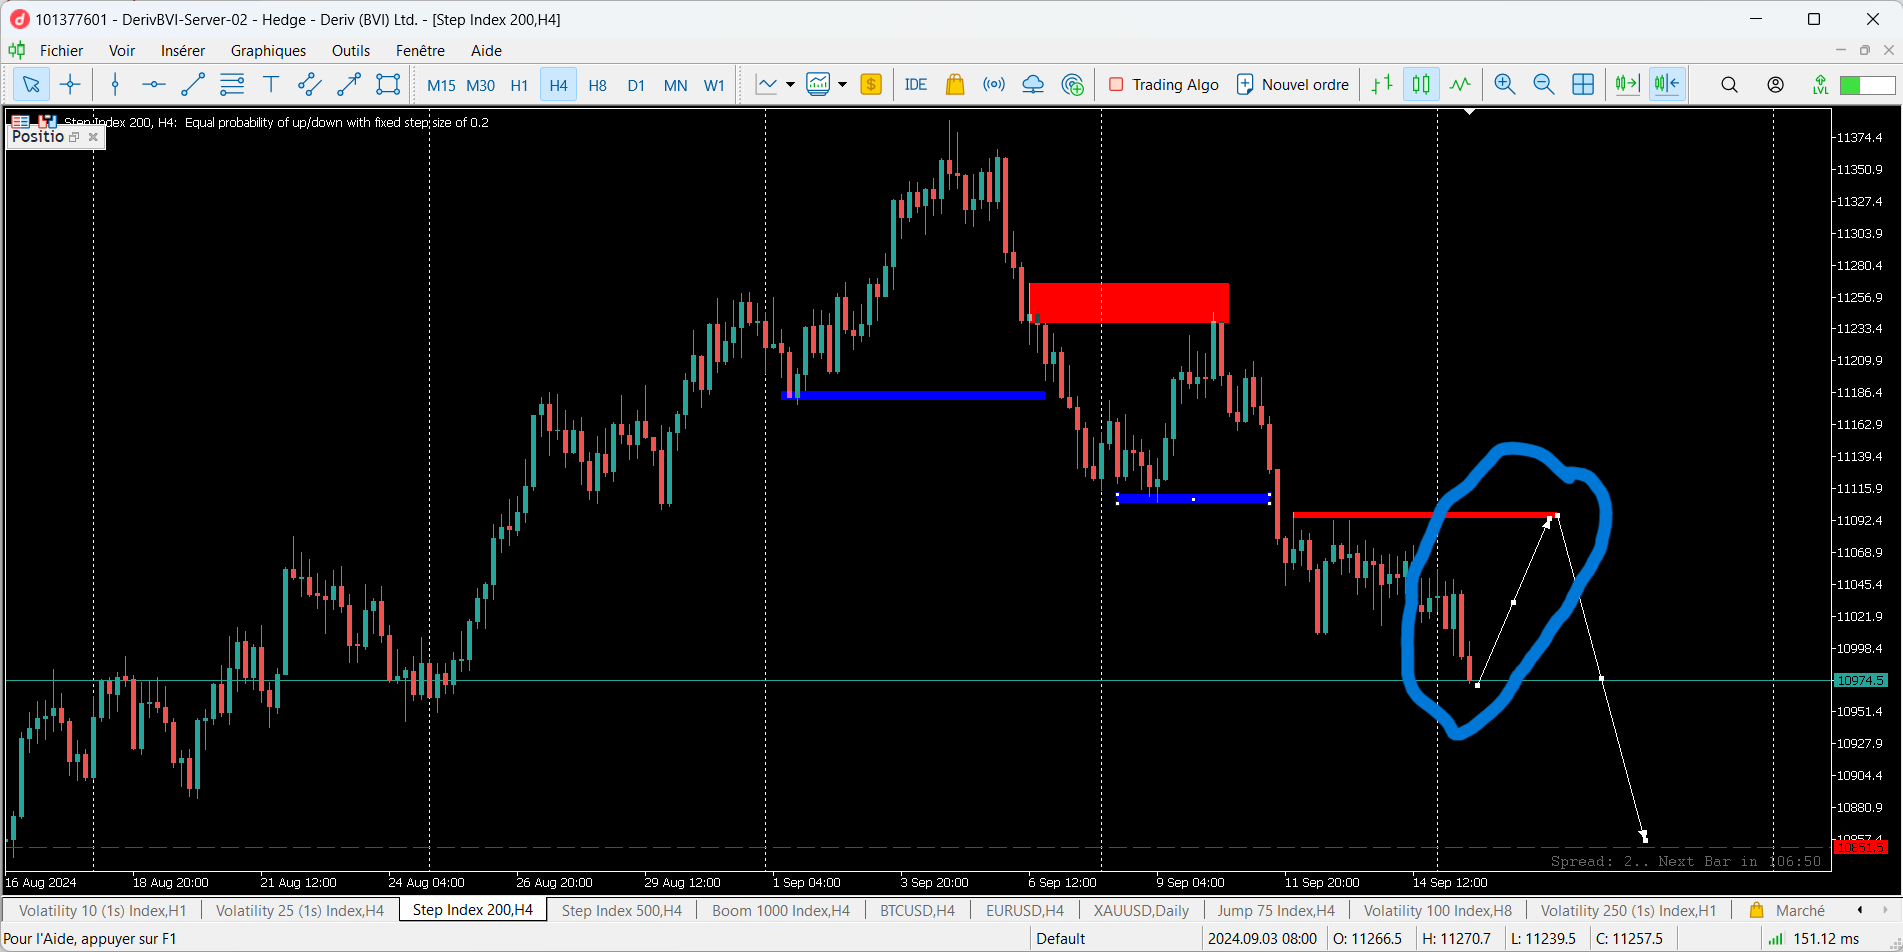 101377601 - DerivBVI-Server-02 - Hedge - Deriv (BVI) Ltd. - [Step Index 200,H4]
Fichier Voir Insérer Graphiques Outils Fenêtre Aide
M15 M30 H1 H4 H8 D1 MN W1 IDE Trading Algo Nouvel ordre LVL
Step Index 200, H4: Equal probability of up/down with fixed step size of 0.2
Positio
11374.4
11350.9
11327.4
11303.9
11280.4
11256.9
11233.4
11209.9
11186.4
11162.9
11139.4
11115.9
11092.4
11068.9
11045.4
11021.9
10998.4
10974.5
10951.4
10927.9
10904.4
10880.9
10857.4
10851.5
Spread: 2.. Next Bar in 106:50
16 Aug 2024 18 Aug 20:00 21 Aug 12:00 24 Aug 04:00 26 Aug 20:00 29 Aug 12:00 1 Sep 04:00 3 Sep 20:00 6 Sep 12:00 9 Sep 04:00 11 Sep 20:00 14 Sep 12:00
Volatility 10 (1s) Index,H1 Volatility 25 (1s) Index,H4 Step Index 200,H4 Step Index 500,H4 Boom 1000 Index,H4 BTCUSD,H4 EURUSD,H4 XAUUSD,Daily Jump 75 Index,H4 Volatility 100 Index,H8 Volatility 250 (1s) Index,H1 Marché
Pour l'Aide, appuyer sur F1 Default 2024.09.03 08:00 O: 11266.5 H: 11270.7 L: 11239.5 C: 11257.5 151.12 ms